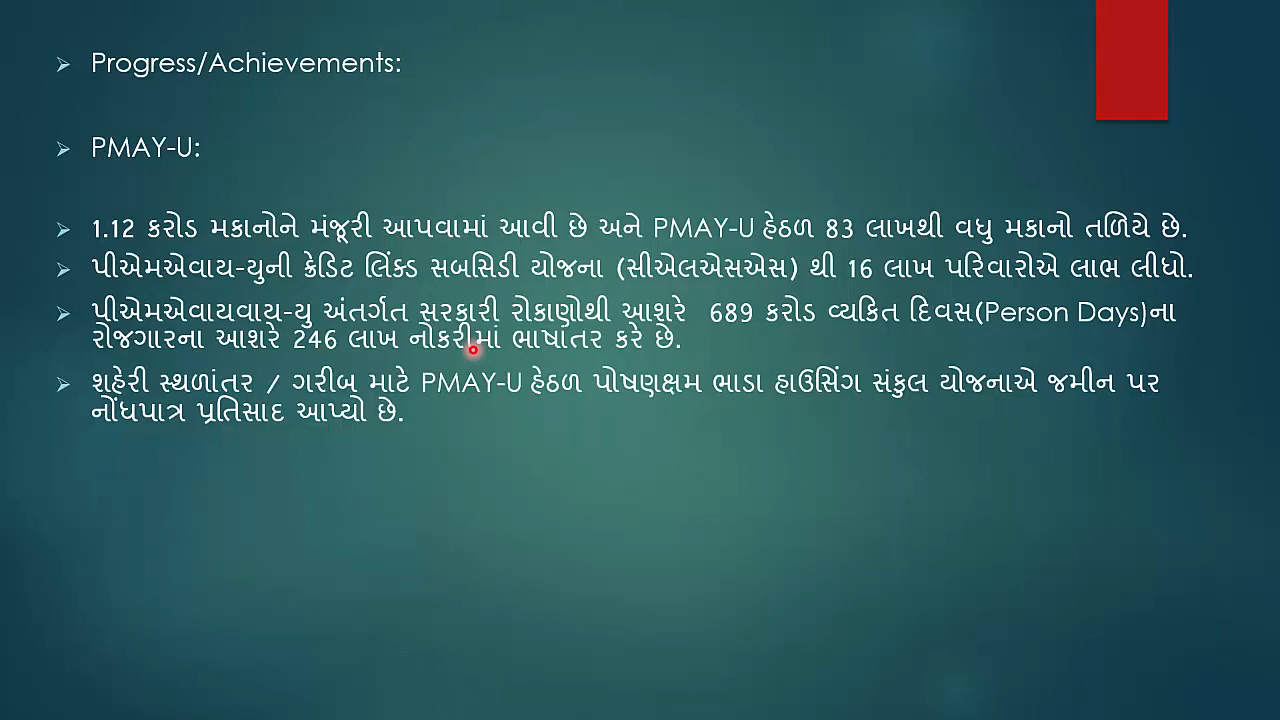 Progress/Achievements:
PMAY-U:
1.12 કરોડ મકાનોને મંજૂરી આપવામાં આવી છે અને PMAY-U હેઠળ 83 લાખથી વધુ મકાનો તળિયે છે.
પીએમએવાય-યુની ક્રેડિટ લિંક્ડ સબસિડી યોજના (સીએલએસએસ) થી 16 લાખ પરિવારોએ લાભ લીધો.
પીએમએવાયવાય-યુ અંતર્ગત સરકારી રોકાણોથી આશરે 689 કરોડ વ્યકિત દિવસ(Person Days)ના
રોજગારના આશરે 246 લાખ નોકરીમાં ભાષાંતર કરે છે.
શહેરી સ્થળાંતર / ગરીબ માટે PMAY-U હેઠળ પોષણક્ષમ ભાડા હાઉસિંગ સંકુલ યોજનાએ જમીન પર
નોંધપાત્ર પ્રતિસાદ આપ્યો છે.